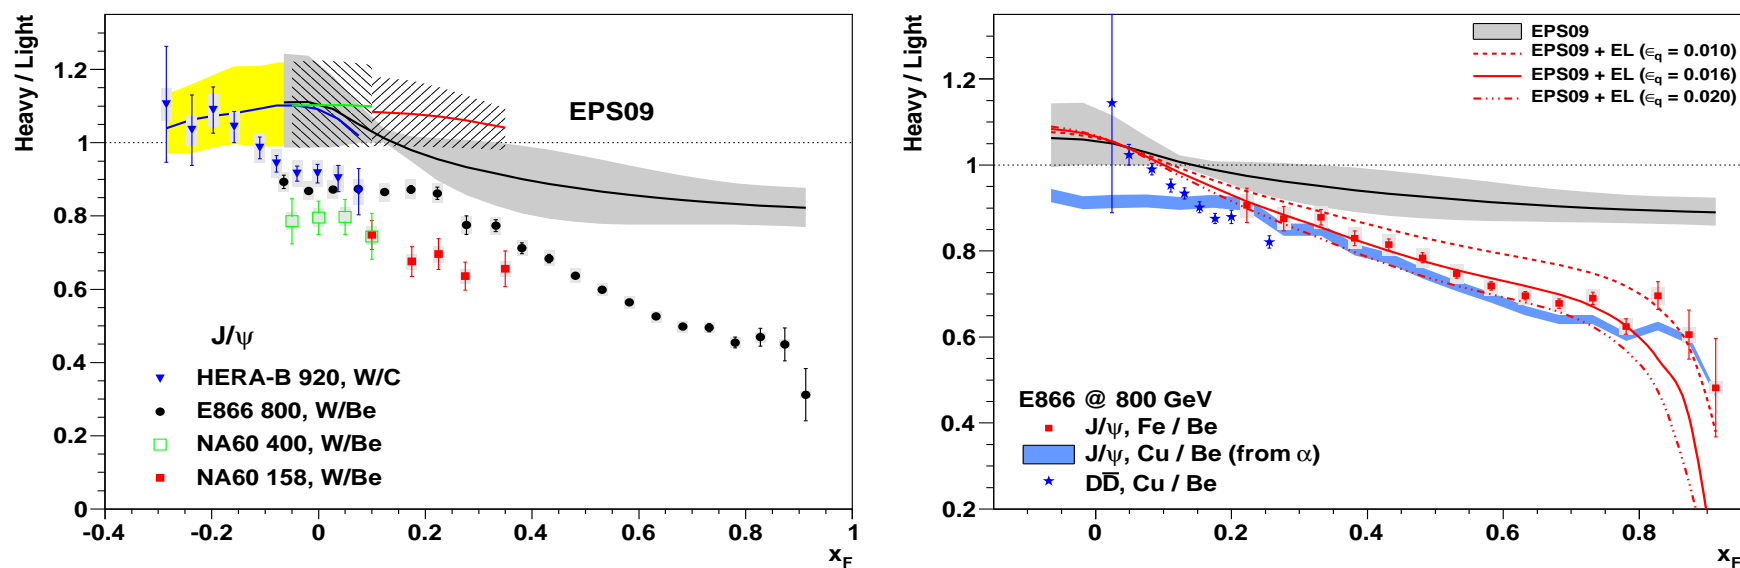 Heavy / Light
1.2
1
0.8
0.6
0.4
0.2
0
-0.4
-0.2
0
0.2
0.4
0.6
0.8
1
x_F
EPS09
J/ψ
HERA-B 920, W/C
E866 800, W/Be
NA60 400, W/Be
NA60 158, W/Be
Heavy / Light
1.2
1
0.8
0.6
0.4
0.2
0
0.2
0.4
0.6
0.8
x_F
EPS09
EPS09 + EL (ϵ_q = 0.010)
EPS09 + EL (ϵ_q = 0.016)
EPS09 + EL (ϵ_q = 0.020)
E866 @ 800 GeV
J/ψ, Fe / Be
J/ψ, Cu / Be (from α)
DD̅, Cu / Be